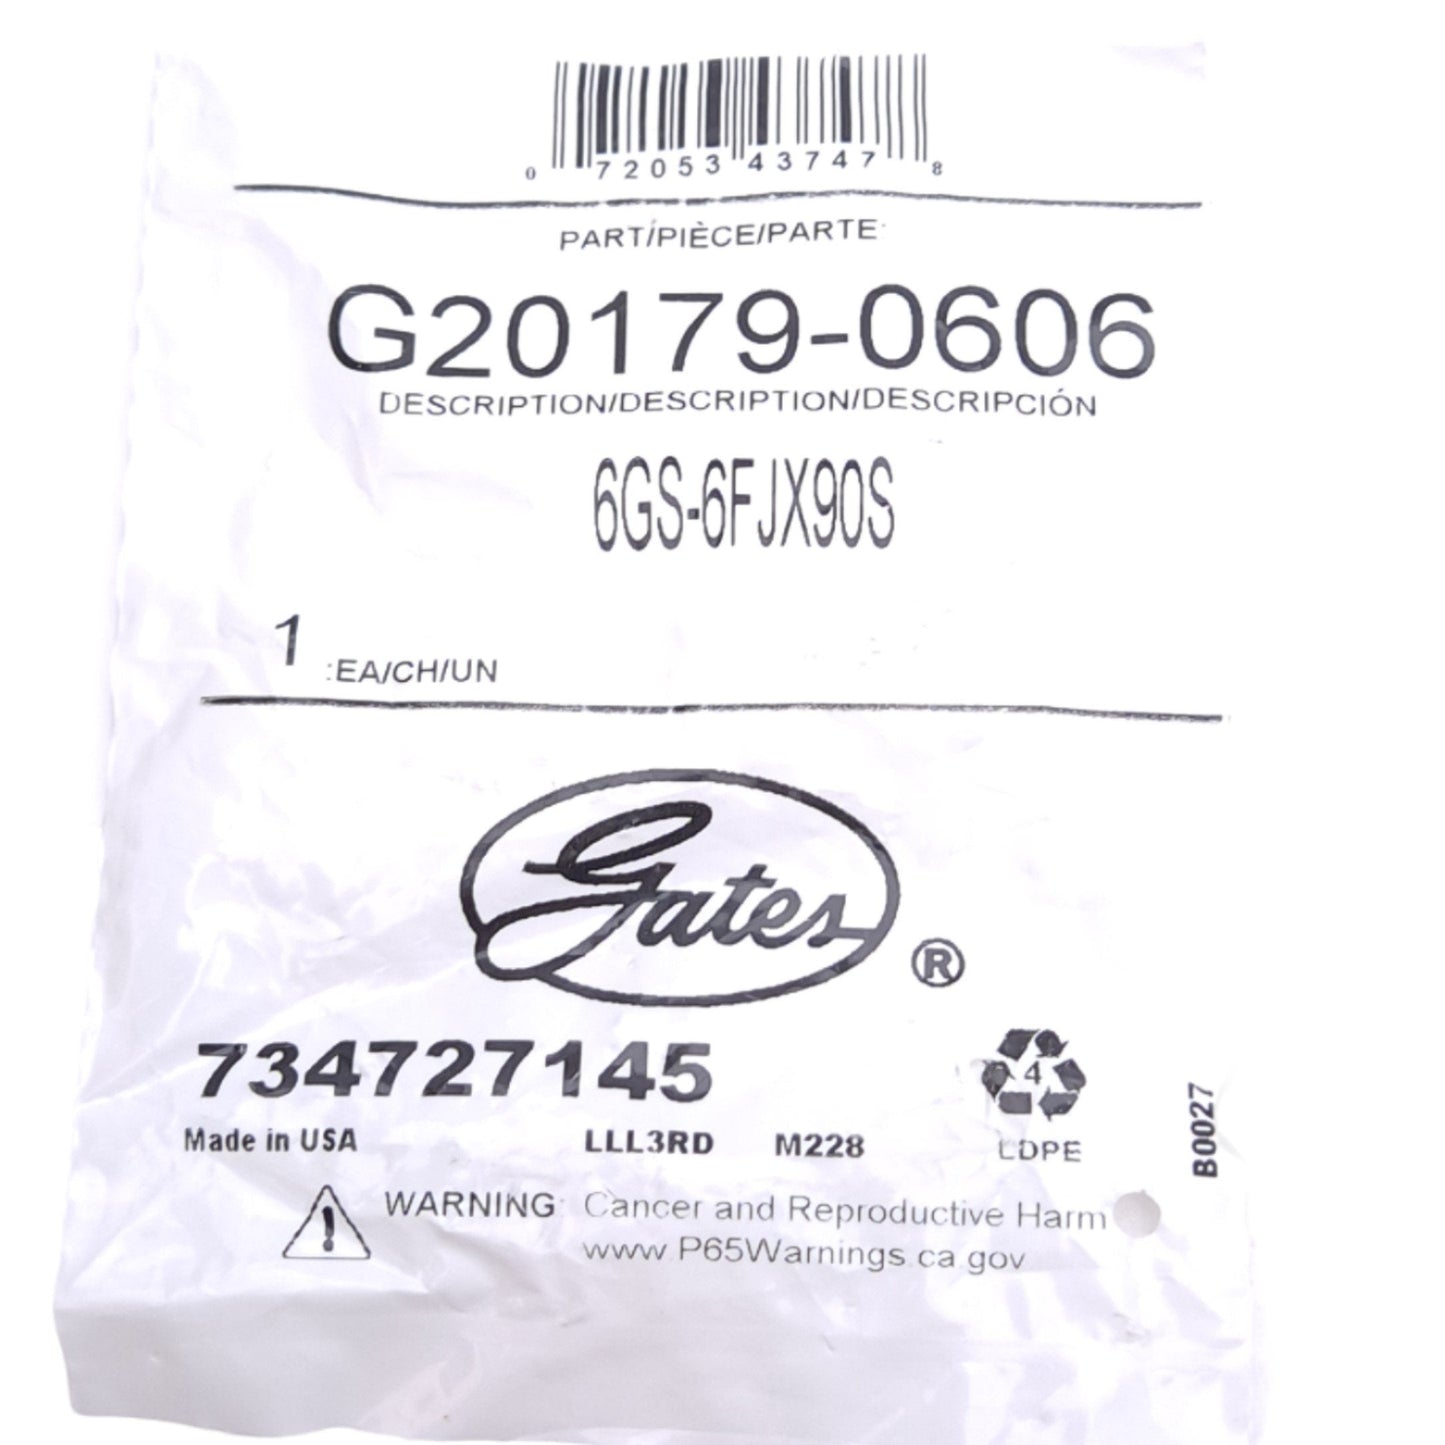 0 72053 43747 8
PART/PIÈCE/PARTE:
G20179-0606
DESCRIPTION/DESCRIPTION/DESCRIPCIÓN
6GS-6FJX90S
1 :EA/CH/UN
Gates ®
734727145
4
Made in USA LLL3RD M228 LDPE
B0027
WARNING: Cancer and Reproductive Harm
www.P65Warnings.ca.gov